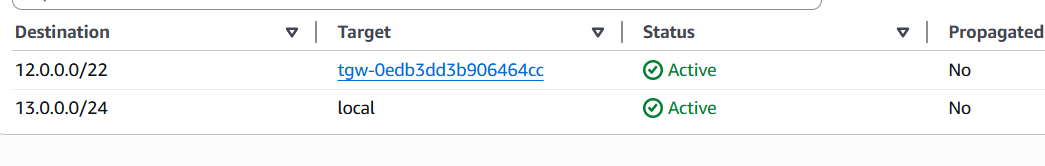 Destination Target Status Propagated
12.0.0.0/22 tgw-0edb3dd3b906464cc Active No
13.0.0.0/24 local Active No